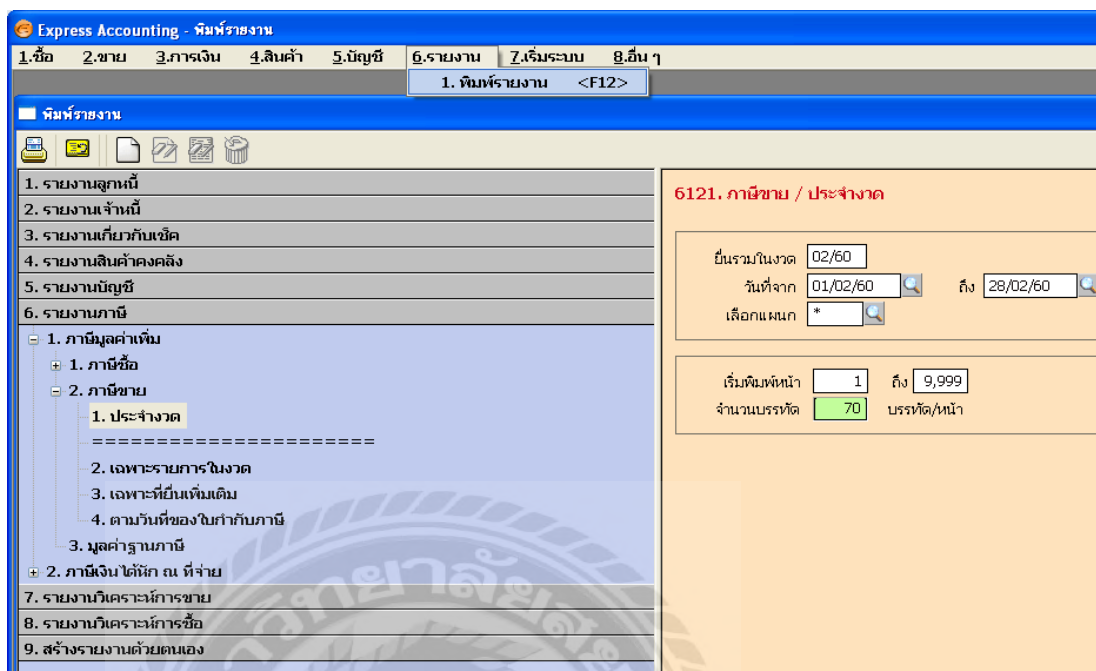 Express Accounting - พิมพ์รายงาน
1.ซื้อ 2.ขาย 3.การเงิน 4.สินค้า 5.บัญชี 6.รายงาน 7.เริ่มระบบ 8.อื่น ๆ
1. พิมพ์รายงาน <F12>
พิมพ์รายงาน
1. รายงานลูกหนี้
2. รายงานเจ้าหนี้
3. รายงานเกี่ยวกับเช็ค
4. รายงานสินค้าคงคลัง
5. รายงานบัญชี
6. รายงานภาษี
1. ภาษีมูลค่าเพิ่ม
1. ภาษีซื้อ
2. ภาษีขาย
1. ประจำงวด
======================
2. เฉพาะรายการในงวด
3. เฉพาะที่ยื่นเพิ่มเติม
4. ตามวันที่ของใบกำกับภาษี
3. มูลค่าฐานภาษี
2. ภาษีเงินได้หัก ณ ที่จ่าย
7. รายงานวิเคราะห์การขาย
8. รายงานวิเคราะห์การซื้อ
9. สร้างรายงานด้วยตนเอง
6121. ภาษีขาย / ประจำงวด
ยื่นรวมในงวด 02/60
วันที่จาก 01/02/60 ถึง 28/02/60
เลือกแผนก *
เริ่มพิมพ์หน้า 1 ถึง 9,999
จำนวนบรรทัด 70 บรรทัด/หน้า